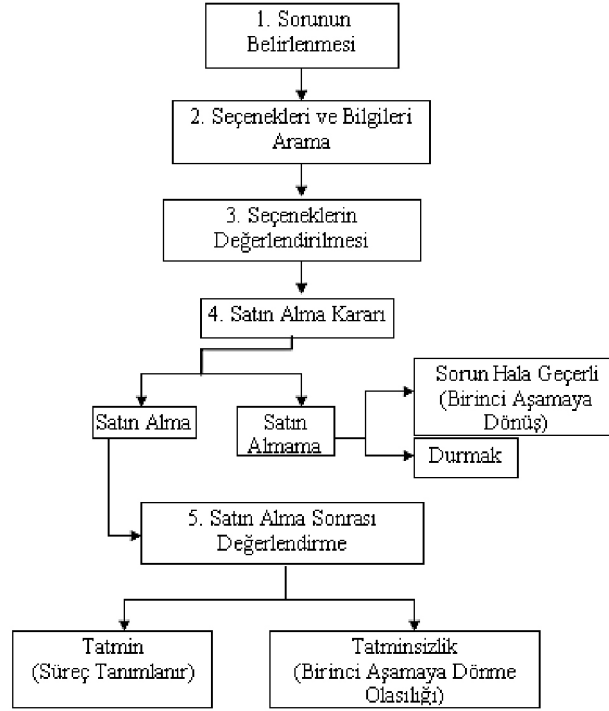 1. Sorunun
Belirlenmesi
2. Seçenekleri ve Bilgileri
Arama
3. Seçeneklerin
Değerlendirilmesi
4. Satın Alma Kararı
Sorun Hala Geçerli
(Birinci Aşamaya
Dönüş)
Satın Alma
Satın
Almama
Durmak
5. Satın Alma Sonrası
Değerlendirme
Tatmin
(Süreç Tanımlanır)
Tatminsizlik
(Birinci Aşamaya Dönme
Olasılığı)